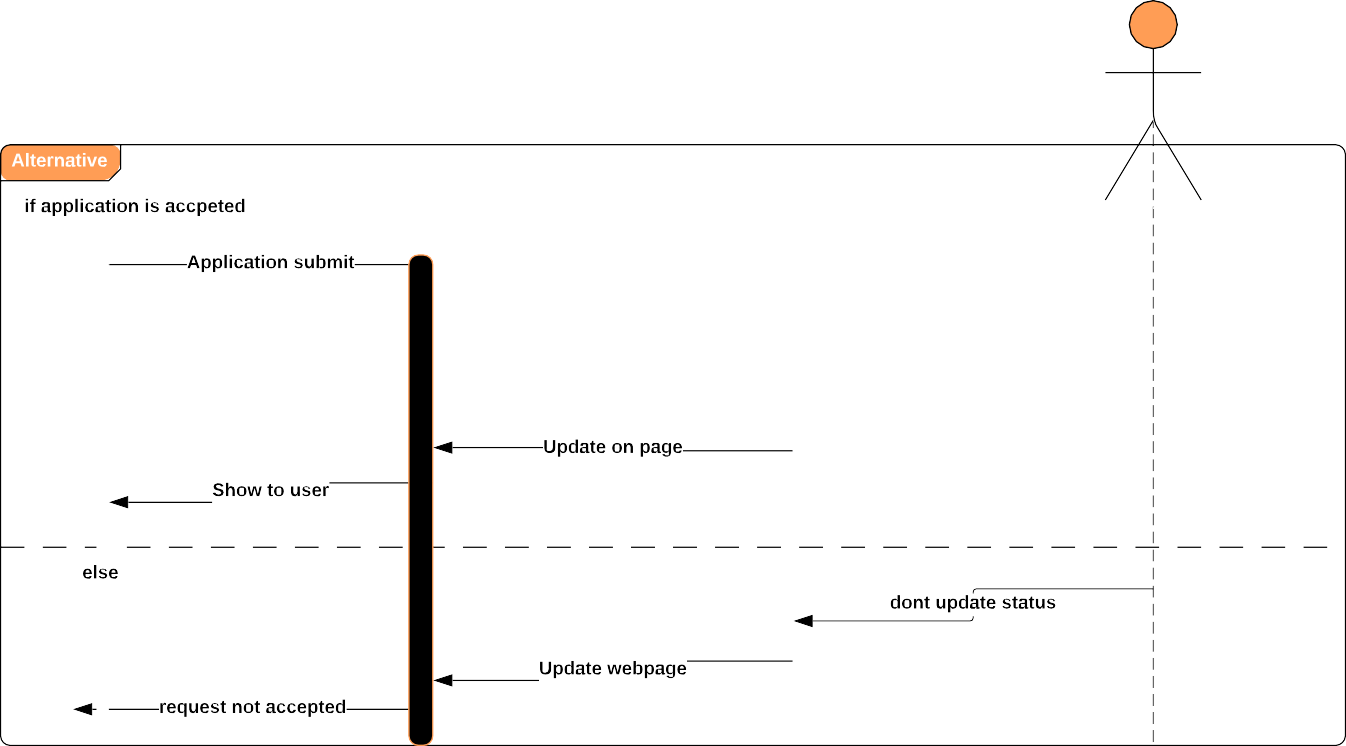 Alternative
if application is accpeted
Application submit
Update on page
Show to user
else
dont update status
Update webpage
request not accepted